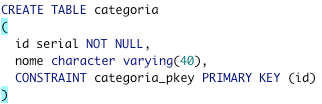 CREATE TABLE categoria
(
  id serial NOT NULL,
  nome character varying(40),
  CONSTRAINT categoria_pkey PRIMARY KEY (id)
)